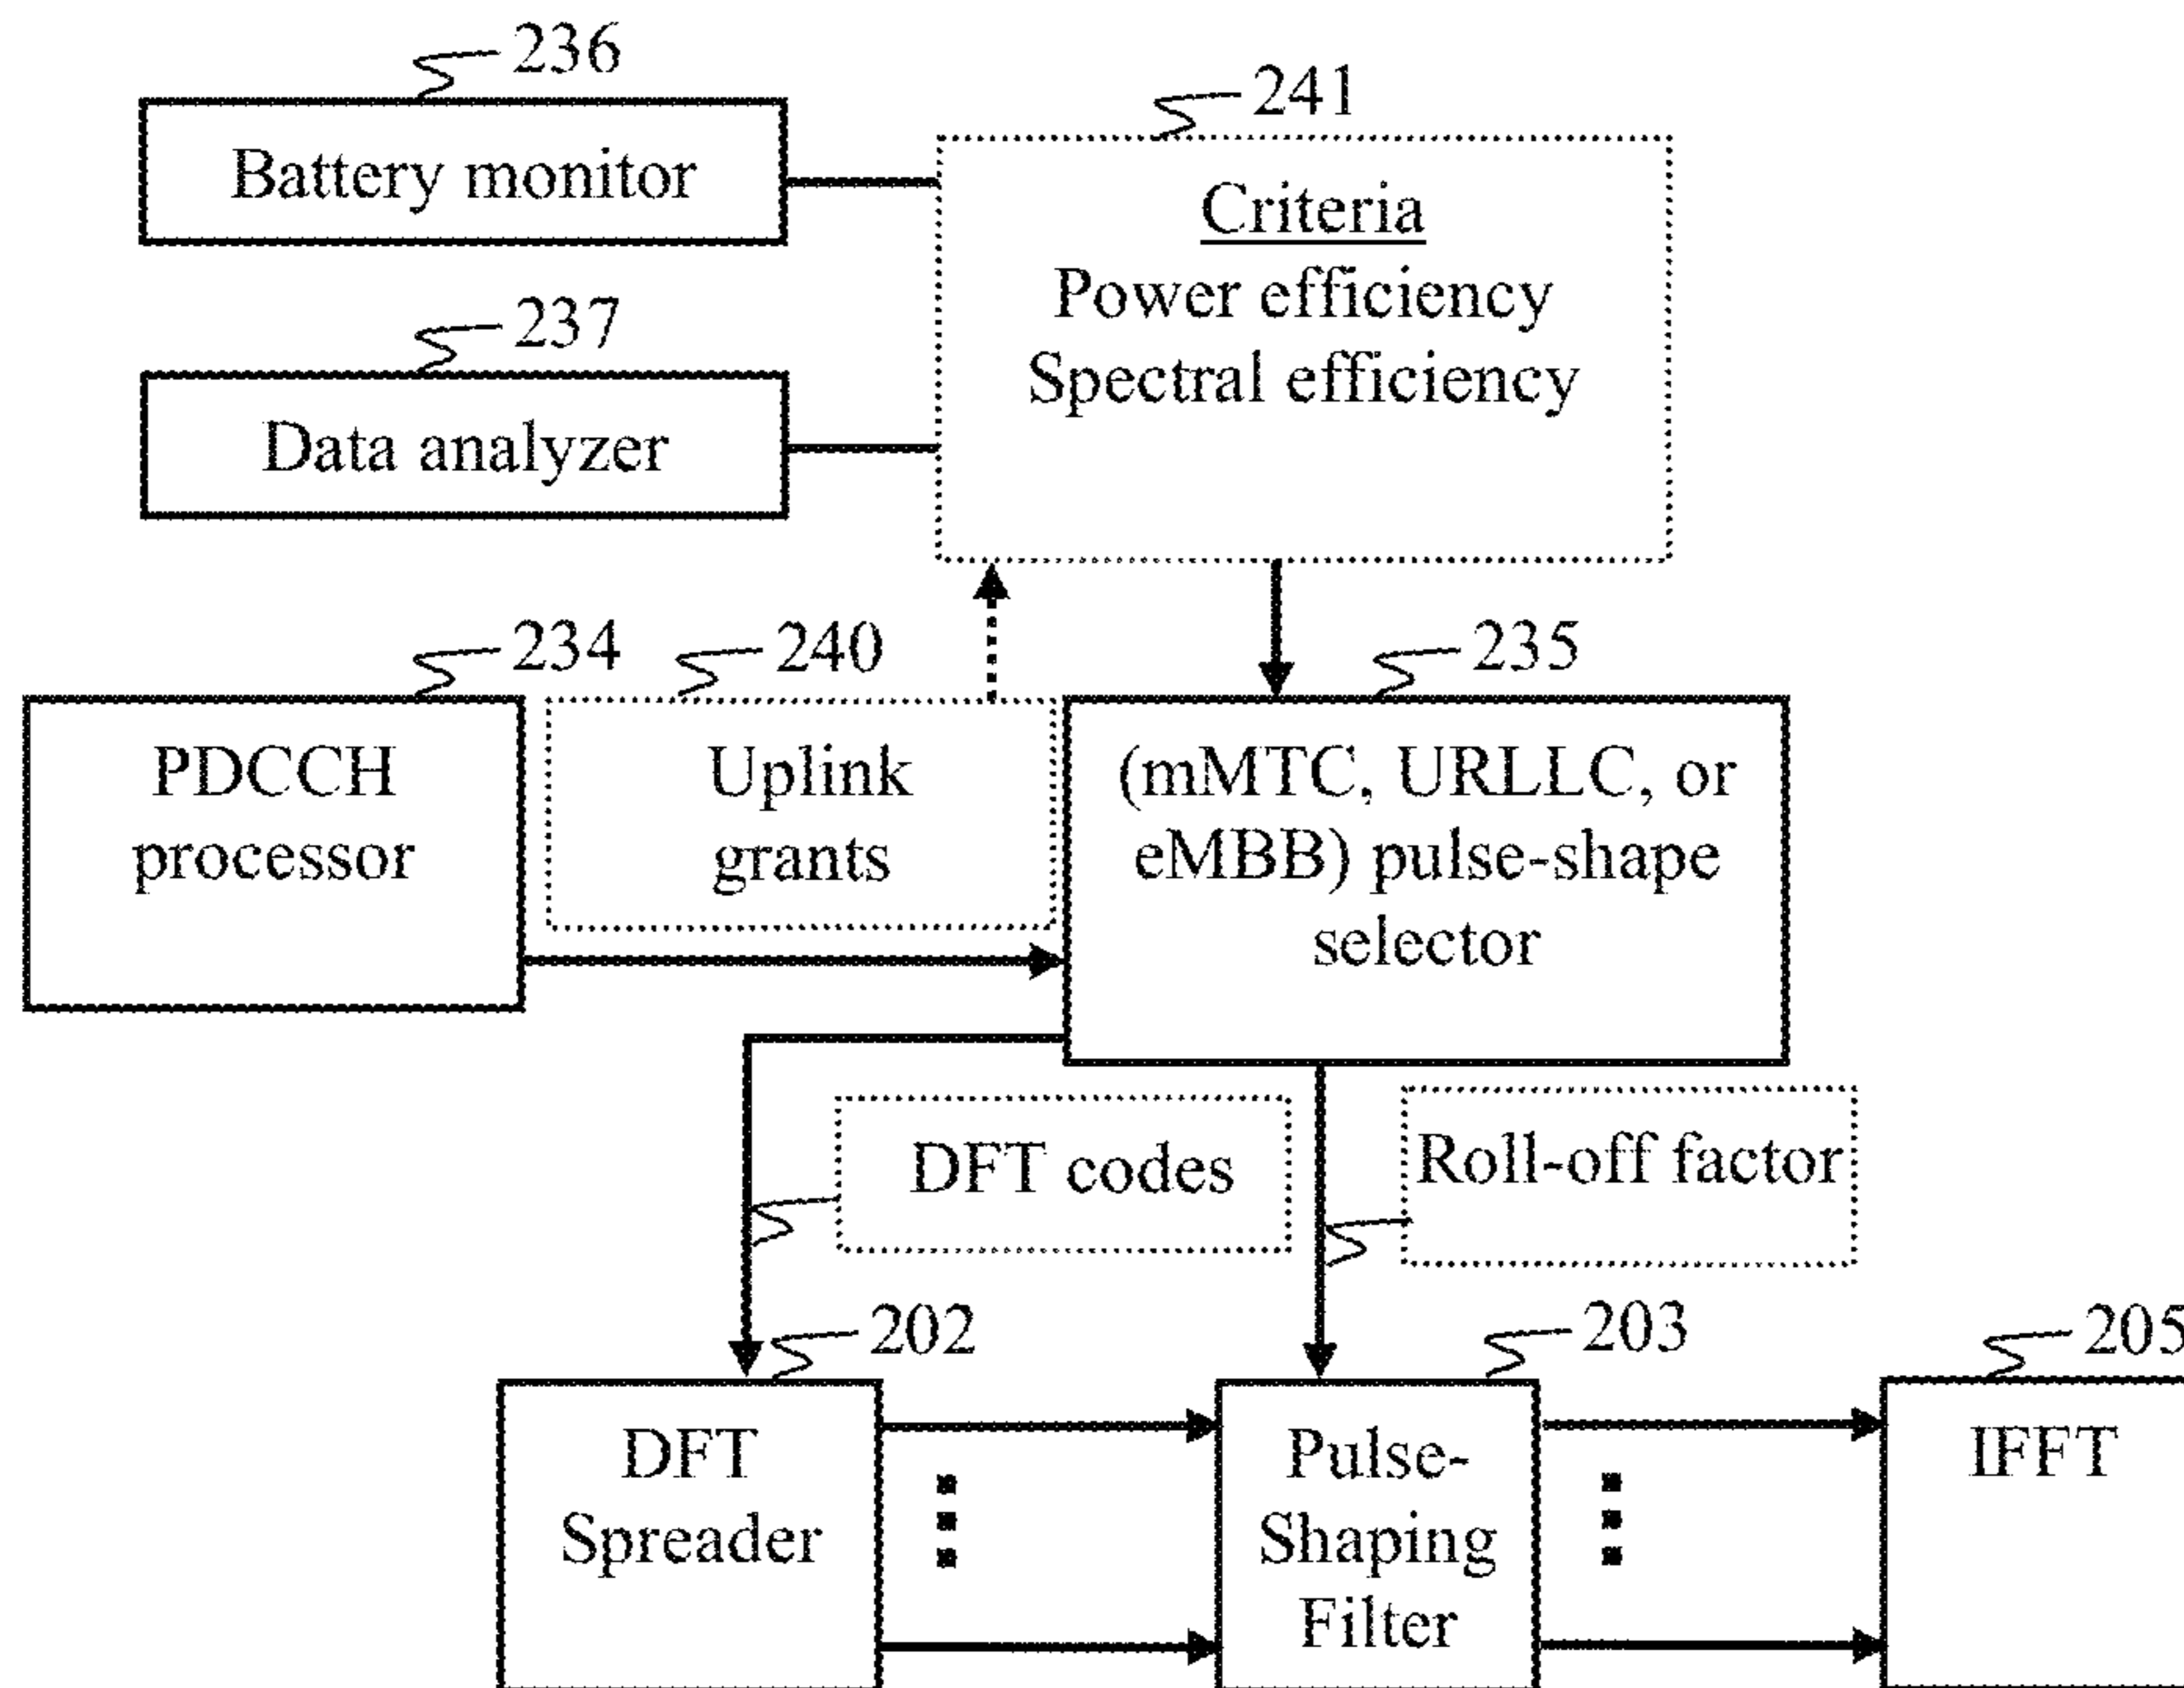 236
Battery monitor
241
Criteria
Power efficiency
Spectral efficiency
237
Data analyzer
234
PDCCH
processor
240
Uplink
grants
235
(mMTC, URLLC, or
eMBB) pulse-shape
selector
DFT codes
Roll-off factor
202
DFT
Spreader
203
Pulse-
Shaping
Filter
205
IFFT